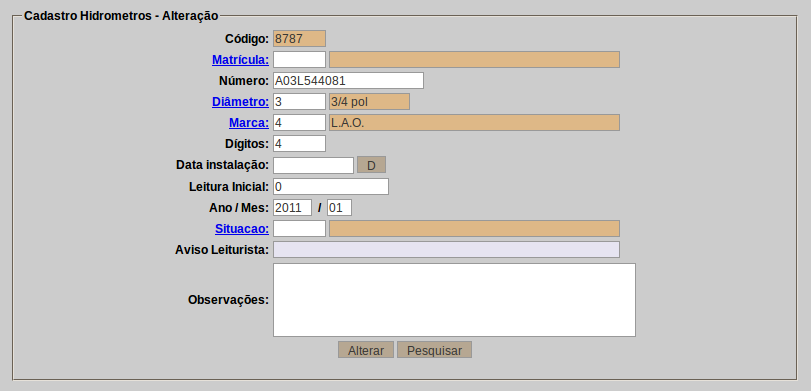 Cadastro Hidrometros - Alteração
Código: 8787
Matrícula:
Número: A03L544081
Diâmetro: 3 3/4 pol
Marca: 4 L.A.O.
Dígitos: 4
Data instalação: D
Leitura Inicial: 0
Ano / Mes: 2011 / 01
Situacao:
Aviso Leiturista:
Observações:
Alterar Pesquisar